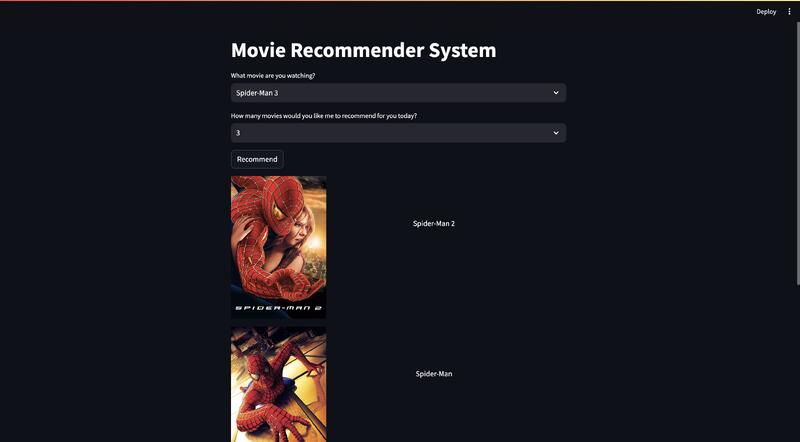 Deploy
Movie Recommender System
What movie are you watching?
Spider-Man 3
How many movies would you like me to recommend for you today?
3
Recommend
Spider-Man 2
SPIDER-MAN 2
Spider-Man